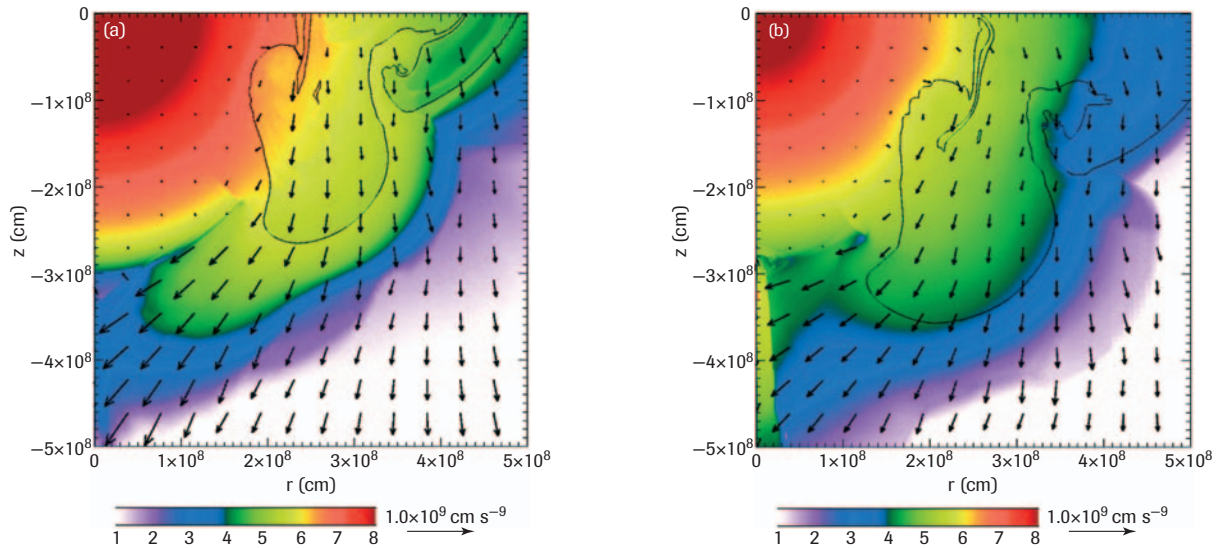 (a)
0
−1×10⁸
−2×10⁸
−3×10⁸
−4×10⁸
−5×10⁸
z (cm)
0 1×10⁸ 2×10⁸ 3×10⁸ 4×10⁸ 5×10⁸
r (cm)
1 2 3 4 5 6 7 8
1.0×10⁹ cm s⁻⁹
(b)
0
−1×10⁸
−2×10⁸
−3×10⁸
−4×10⁸
−5×10⁸
z (cm)
0 1×10⁸ 2×10⁸ 3×10⁸ 4×10⁸ 5×10⁸
r (cm)
1 2 3 4 5 6 7 8
1.0×10⁹ cm s⁻⁹